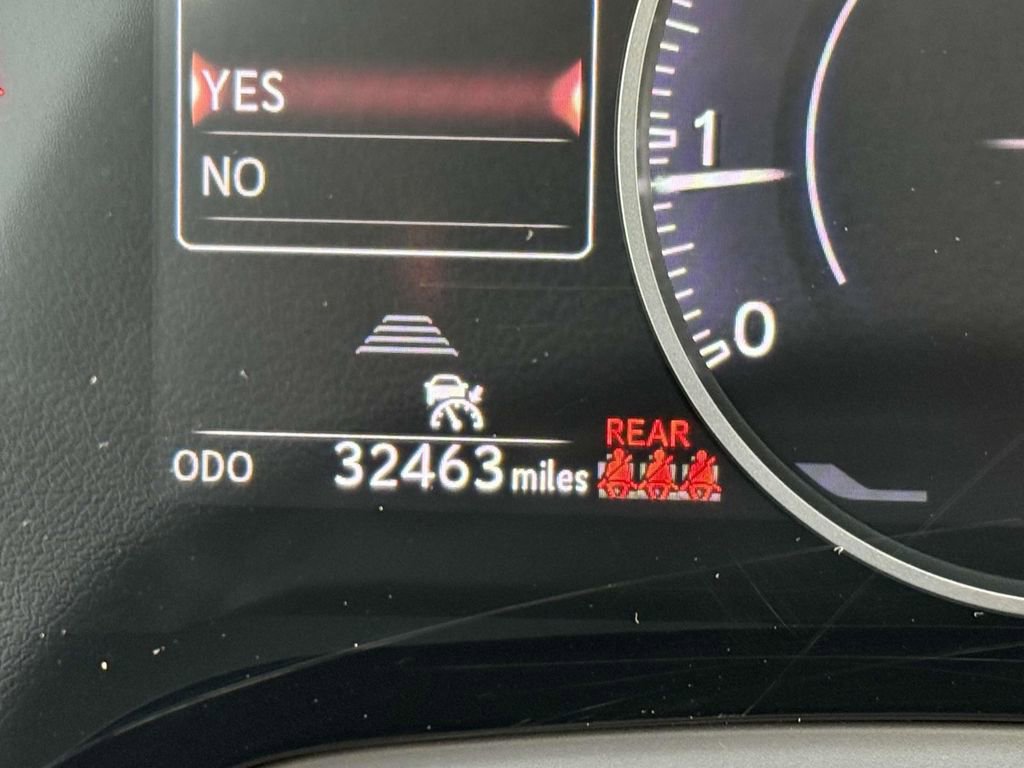 YES
NO
1
0
REAR
ODO 32463 miles